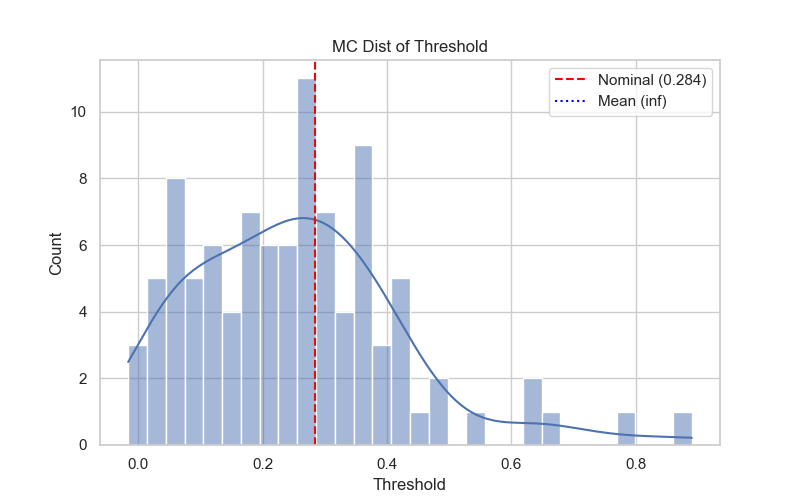 MC Dist of Threshold
Nominal (0.284)
Mean (inf)
Count
10
8
6
4
2
0
0.0 0.2 0.4 0.6 0.8
Threshold